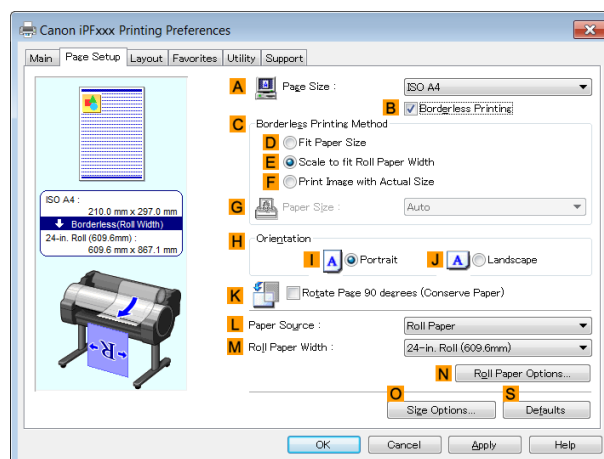 Canon iPFxxx Printing Preferences
Main Page Setup Layout Favorites Utility Support
A Page Size : ISO A4
B Borderless Printing
C Borderless Printing Method
D Fit Paper Size
E Scale to fit Roll Paper Width
F Print Image with Actual Size
G Paper Size : Auto
ISO A4 :
210.0 mm x 297.0 mm
Borderless(Roll Width)
24-in. Roll (609.6mm) :
609.6 mm x 867.1 mm
H Orientation
I A Portrait J A Landscape
K Rotate Page 90 degrees (Conserve Paper)
L Paper Source : Roll Paper
M Roll Paper Width : 24-in. Roll (609.6mm)
R
N Roll Paper Options...
O Size Options... S Defaults
OK Cancel Apply Help